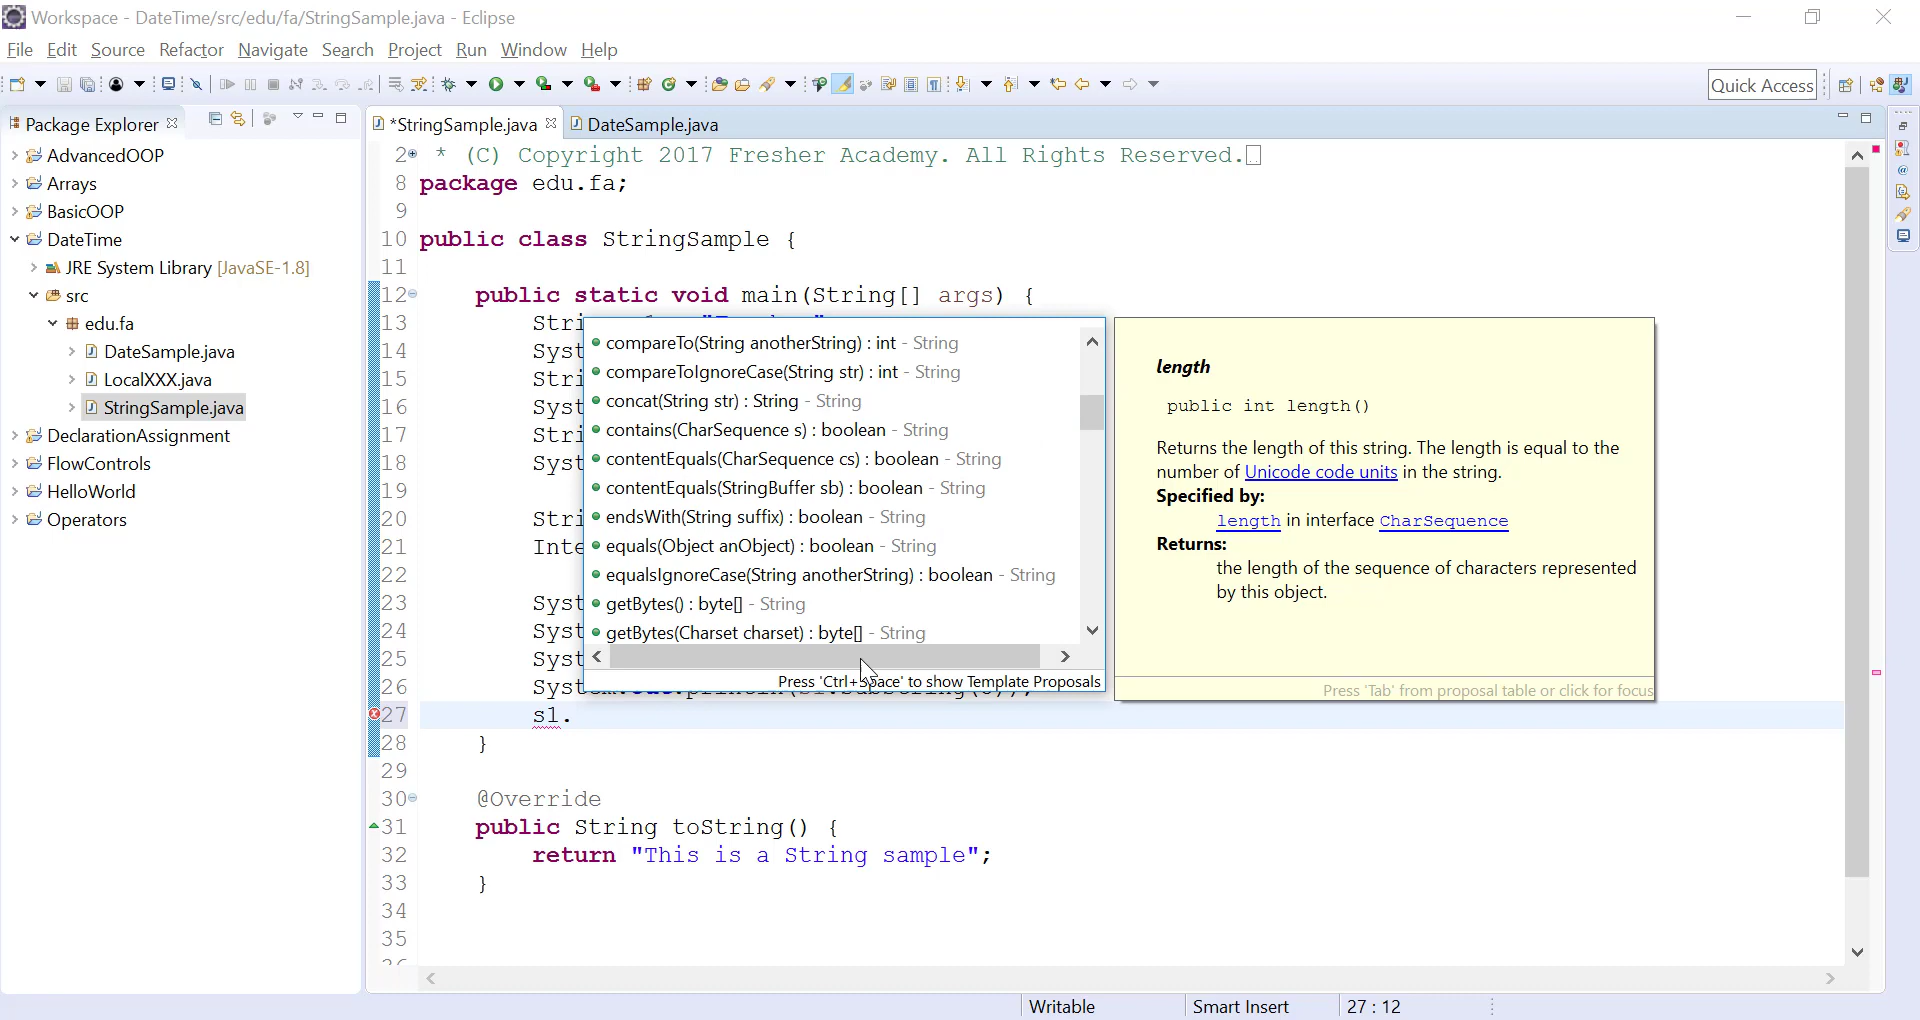 Workspace - DateTime/src/edu/fa/StringSample.java - Eclipse
File Edit Source Refactor Navigate Search Project Run Window Help
Quick Access
Package Explorer
*StringSample.java
DateSample.java
AdvancedOOP
Arrays
BasicOOP
DateTime
JRE System Library [JavaSE-1.8]
src
edu.fa
DateSample.java
LocalXXX.java
StringSample.java
DeclarationAssignment
FlowControls
HelloWorld
Operators
2 * (C) Copyright 2017 Fresher Academy. All Rights Reserved.
8 package edu.fa;
9
10 public class StringSample {
11
12 public static void main(String[] args) {
13 Stri
14 Syst
15 Stri
16 Syst
17 Stri
18 Syst
19
20 Stri
21 Inte
22
23 Syst
24 Syst
25 Syst
26 Syst
27 s1.
28 }
29
30 @Override
31 public String toString() {
32 return "This is a String sample";
33 }
34
35
compareTo(String anotherString) : int - String
compareToIgnoreCase(String str) : int - String
concat(String str) : String - String
contains(CharSequence s) : boolean - String
contentEquals(CharSequence cs) : boolean - String
contentEquals(StringBuffer sb) : boolean - String
endsWith(String suffix) : boolean - String
equals(Object anObject) : boolean - String
equalsIgnoreCase(String anotherString) : boolean - String
getBytes() : byte[] - String
getBytes(Charset charset) : byte[] - String
Press 'Ctrl+Space' to show Template Proposals
length
public int length()
Returns the length of this string. The length is equal to the
number of Unicode code units in the string.
Specified by:
length in interface CharSequence
Returns:
the length of the sequence of characters represented
by this object.
Press 'Tab' from proposal table or click for focus
Writable
Smart Insert
27 : 12